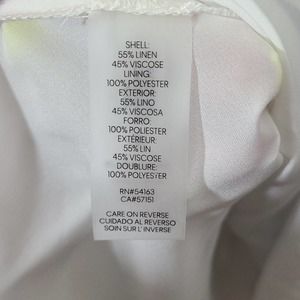 SHELL:
55% LINEN
45% VISCOSE
LINING:
100% POLYESTER
EXTERIOR:
55% LINO
45% VISCOSA
FORRO:
100% POLIESTER
EXTÉRIEUR:
55% LIN
45% VISCOSE
DOUBLURE:
100% POLYESTER
RN#54163
CA#57151
CARE ON REVERSE
CUIDADO AL REVERSO
SOIN SUR L'INVERSE